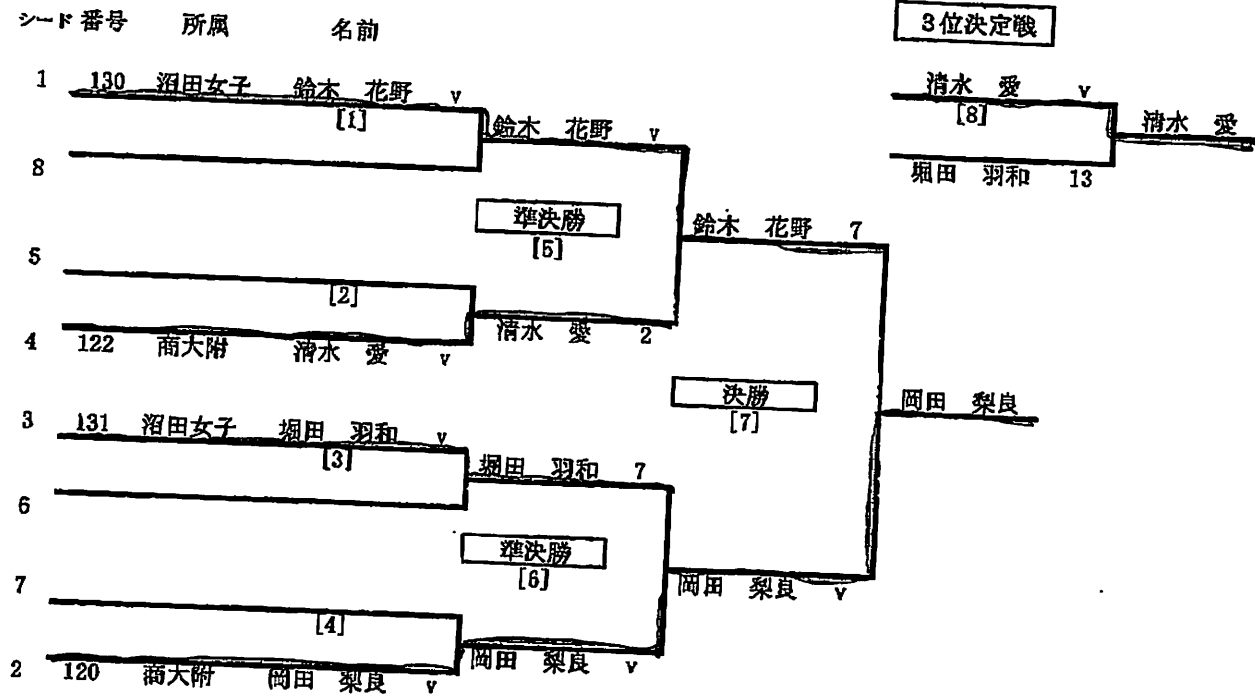 シード 番号 所属 名前
3位決定戦
1 130 沼田女子 鈴木 花野 v
[1]
8
鈴木 花野 v
準決勝
[5]
5
[2]
4 122 商大附 清水 愛 v
清水 愛 2
鈴木 花野 7
決勝
[7]
3 131 沼田女子 堀田 羽和 v
[3]
6
堀田 羽和 7
準決勝
[6]
7
[4]
2 120 商大附 岡田 梨良 v
岡田 梨良 v
岡田 梨良 v
岡田 梨良
清水 愛 v
[8]
堀田 羽和 13
清水 愛